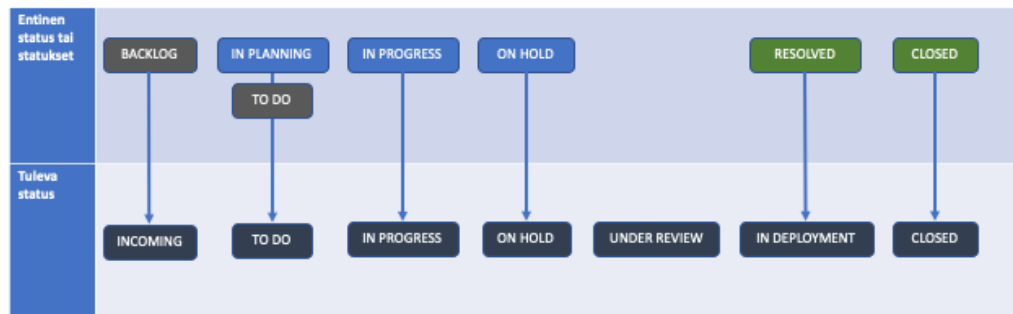 Entinen
status tai
statukset
BACKLOG
IN PLANNING
IN PROGRESS
ON HOLD
RESOLVED
CLOSED
TO DO
Tuleva
status
INCOMING
TO DO
IN PROGRESS
ON HOLD
UNDER REVIEW
IN DEPLOYMENT
CLOSED